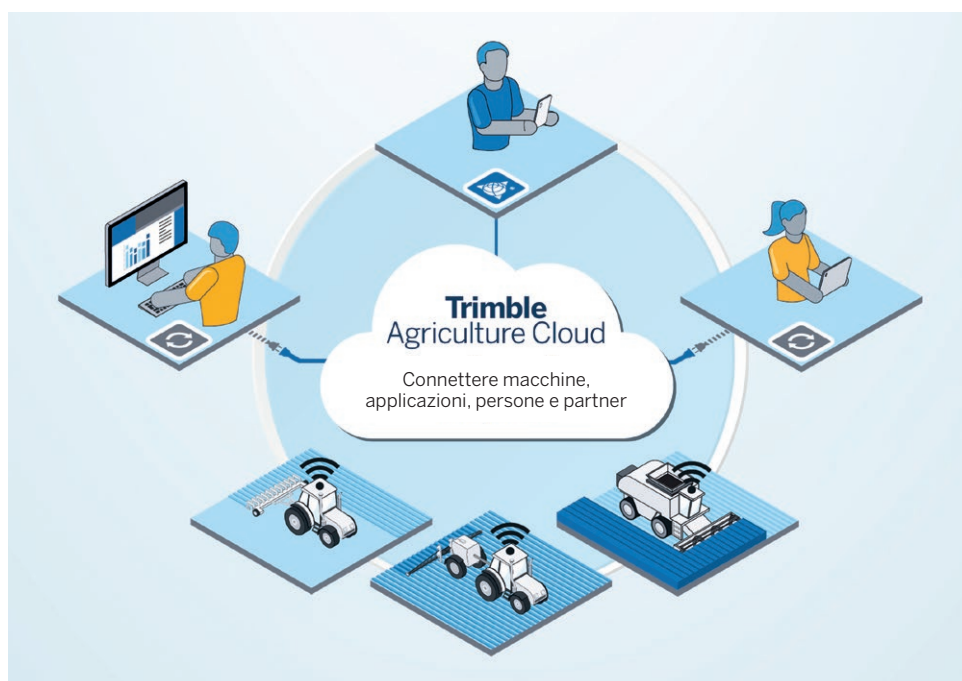 Trimble
Agriculture Cloud
Connettere macchine,
applicazioni, persone e partner